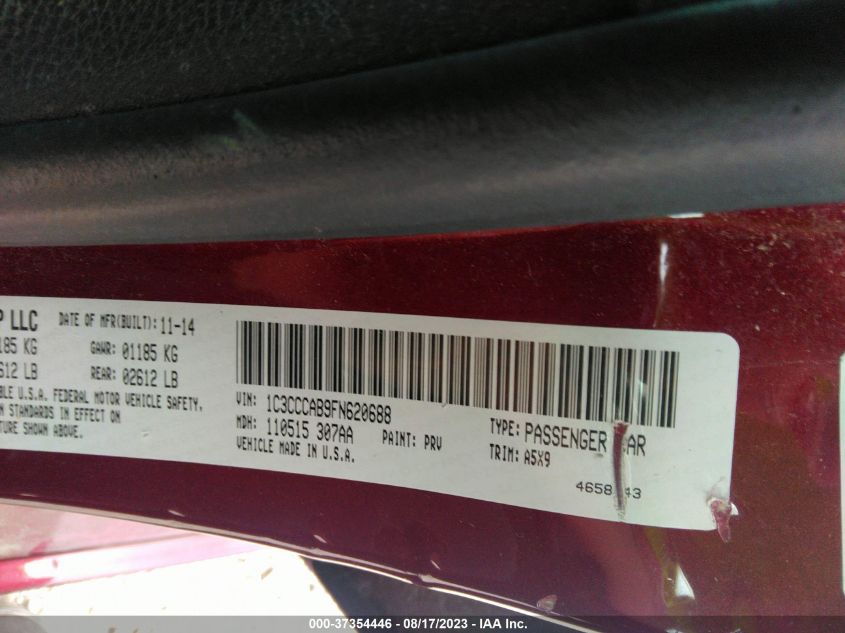 P LLC DATE OF MFR(BUILT): 11-14
185 KG GAWR: 01185 KG
612 LB REAR: 02612 LB
BLE U.S.A. FEDERAL MOTOR VEHICLE SAFETY,
N STANDARDS IN EFFECT ON
TURE SHOWN ABOVE.
VIN: 1C3CCCAB9FN620688
MDH: 110515 307AA PAINT: PRV
VEHICLE MADE IN U.S.A.
TYPE: PASSENGER CAR
TRIM: A5X9
4658 43
000-37354446 - 08/17/2023 - IAA Inc.